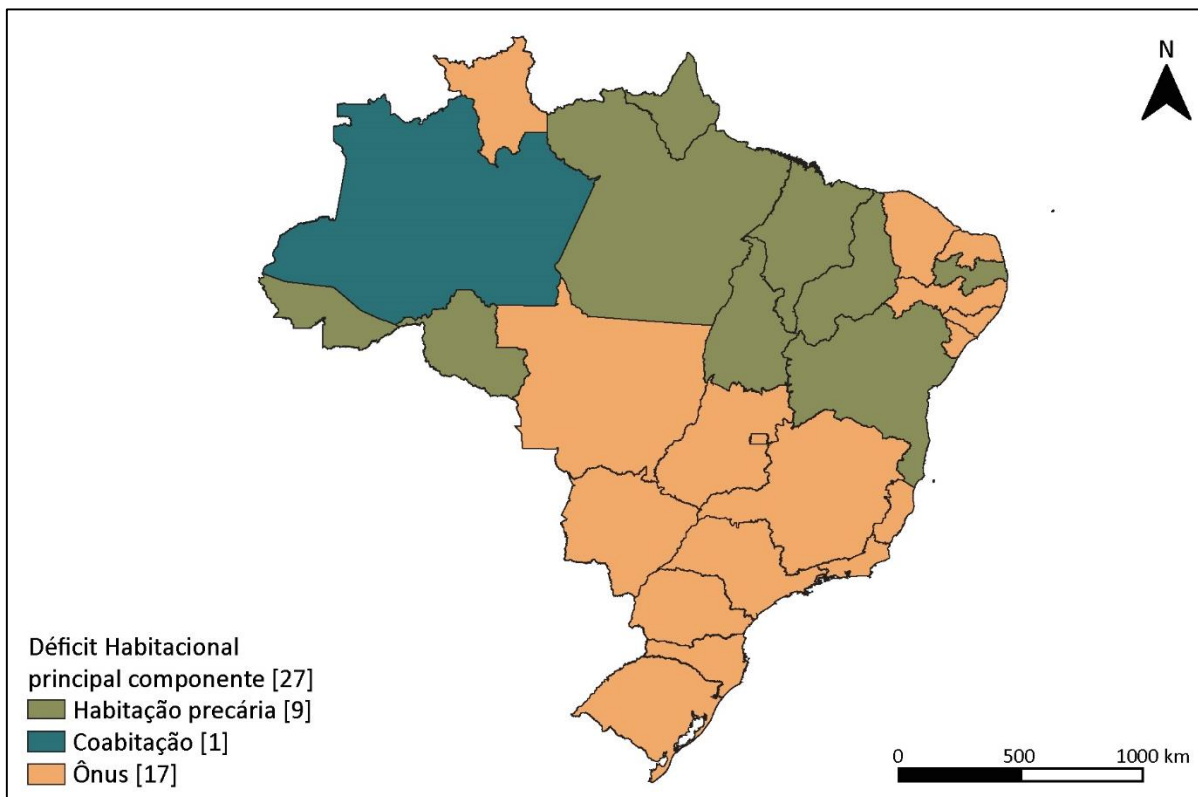 N
Déficit Habitacional
principal componente [27]
Habitação precária [9]
Coabitação [1]
Ônus [17]
0 500 1000 km